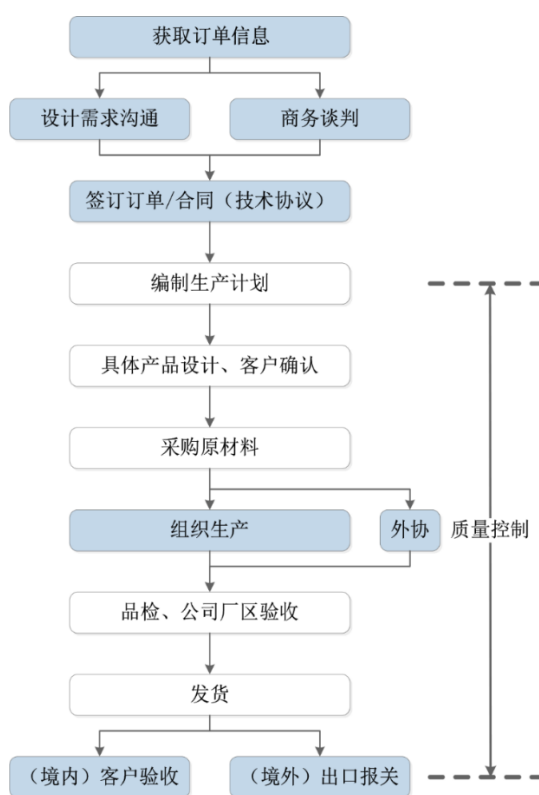 获取订单信息
设计需求沟通
商务谈判
签订订单/合同（技术协议）
编制生产计划
具体产品设计、客户确认
采购原材料
组织生产
外协
质量控制
品检、公司厂区验收
发货
（境内）客户验收
（境外）出口报关